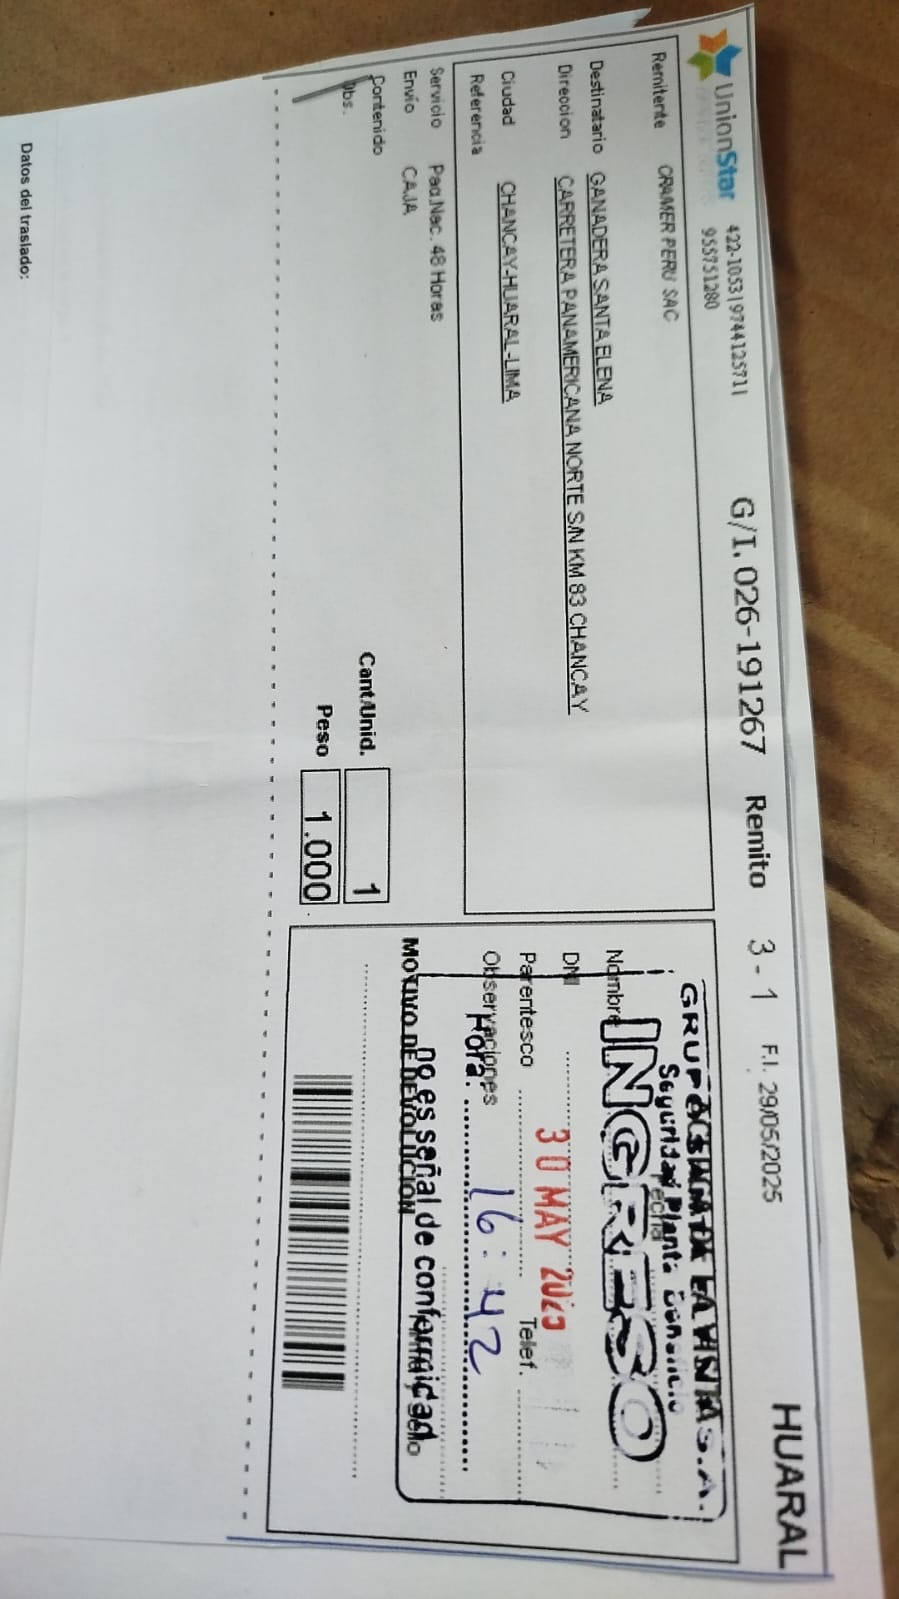 UnionStar
422-1053 | 974412571 |
955751280
G/I. 026-191267 Remito 3 - 1 F.I. 29/05/2025
HUARAL
Remitente CRAMER PERU SAC
Destinatario GANADERA SANTA ELENA
Direccion CARRETERA PANAMERICANA NORTE S/N KM 83 CHANCAY
Ciudad CHANCAY-HUARAL-LIMA
Referencia
Servicio Paq.Nac. 48 Horas
Envio CAJA
Contenido
Obs.
Cant/Unid. 1
Peso 1.000
S.A.
Seguridad Planta
INGRESO
Nombre
Fecha
DNI
30 MAY 2025
Parentesco Telef.
Observaciones
Hora. 16:42
no es señal de conformidad
MOTIVO DE DEVOLUCION
Datos del traslado: